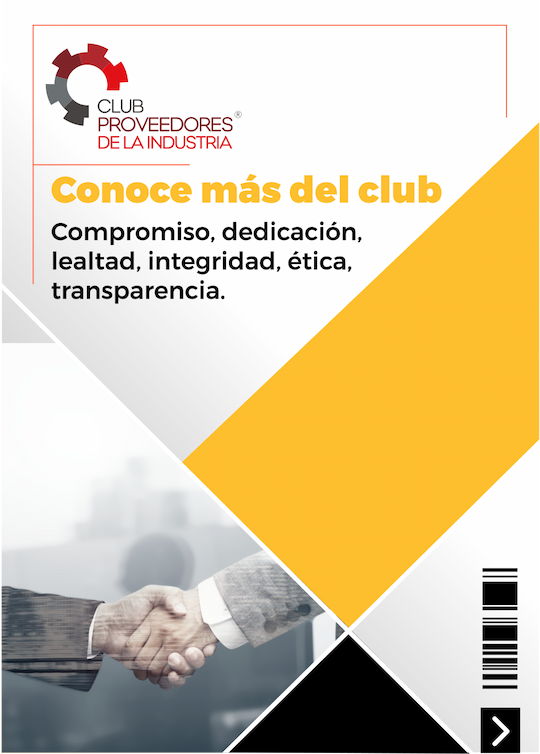 CLUB
PROVEEDORES®
DE LA INDUSTRIA
Conoce más del club
Compromiso, dedicación,
lealtad, integridad, ética,
transparencia.